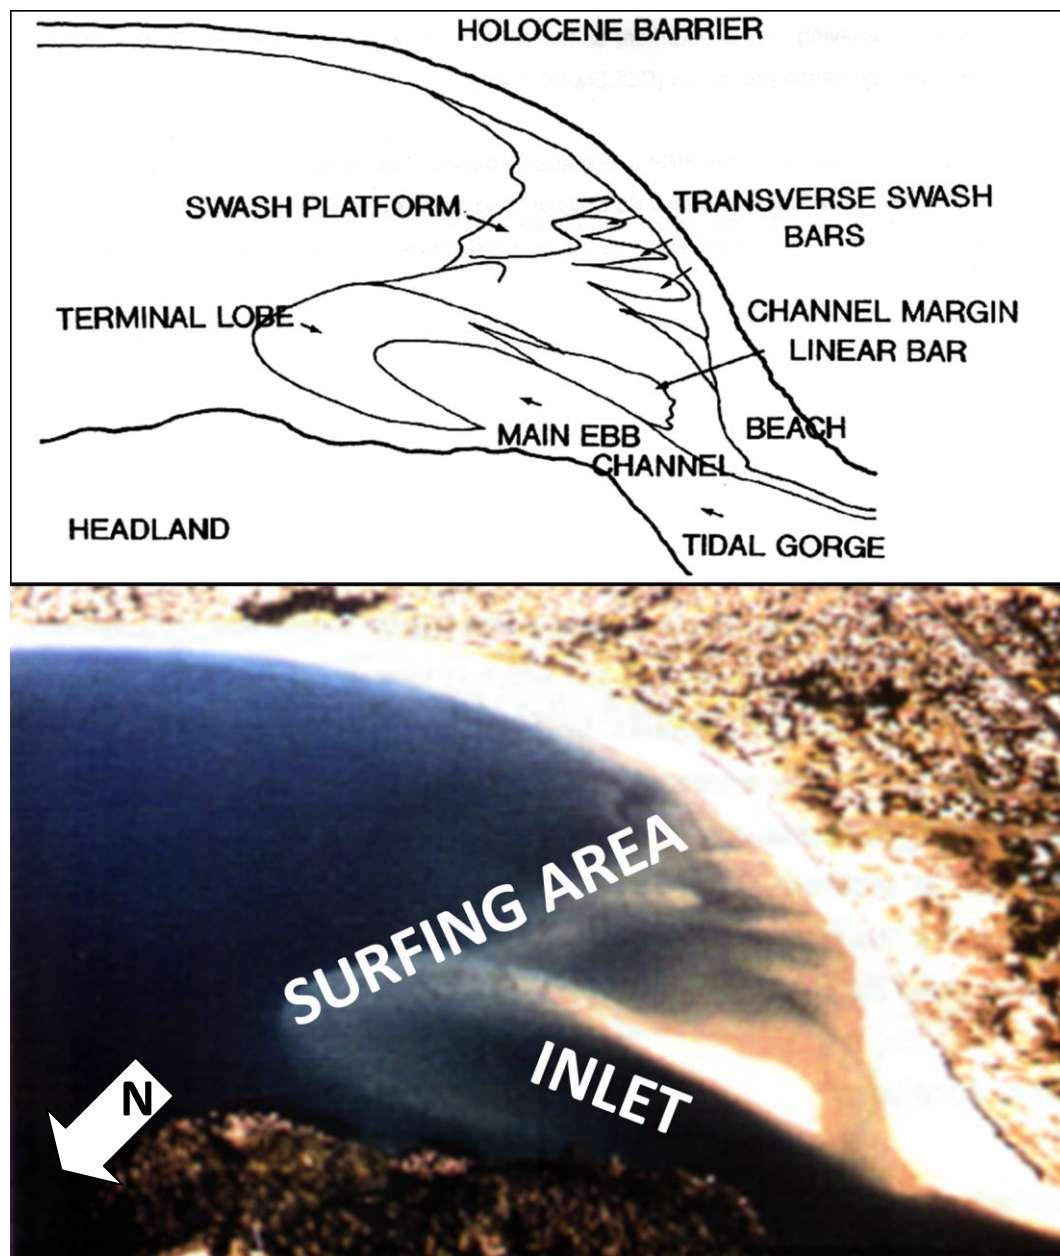 HOLOCENE BARRIER
SWASH PLATFORM
TRANSVERSE SWASH
BARS
TERMINAL LOBE
CHANNEL MARGIN
LINEAR BAR
MAIN EBB
CHANNEL
BEACH
HEADLAND
TIDAL GORGE
SURFING AREA
INLET
N